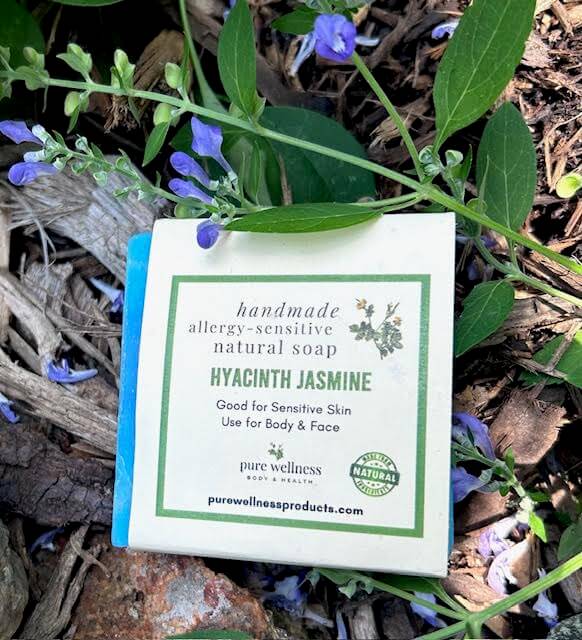 handmade
allergy-sensitive
natural soap
HYACINTH JASMINE
Good for Sensitive Skin
Use for Body & Face
pure wellness
BODY & HEALTH
NATURAL
purewellnessproducts.com